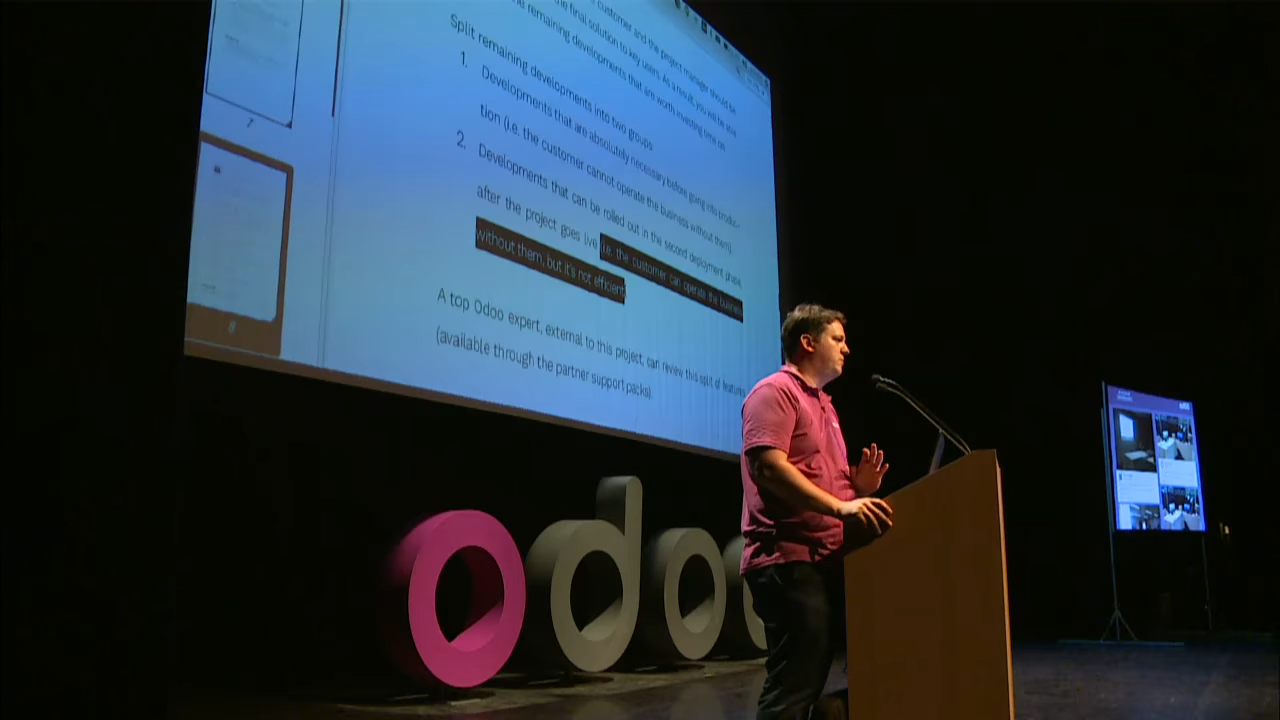 customer and the project manager should be
the final solution to key users. As a result, you will be able
remaining developments that are worth investing time on
Split remaining developments into two groups:
1. Developments that are absolutely necessary before going into produc-
tion (i.e. the customer cannot operate the business without them).
2. Developments that can be rolled out in the second deployment phase,
after the project goes live (i.e. the customer can operate the business
without them, but it's not efficient)
A top Odoo expert, external to this project, can review this split of features
(available through the partner support packs).
7
8
odoo